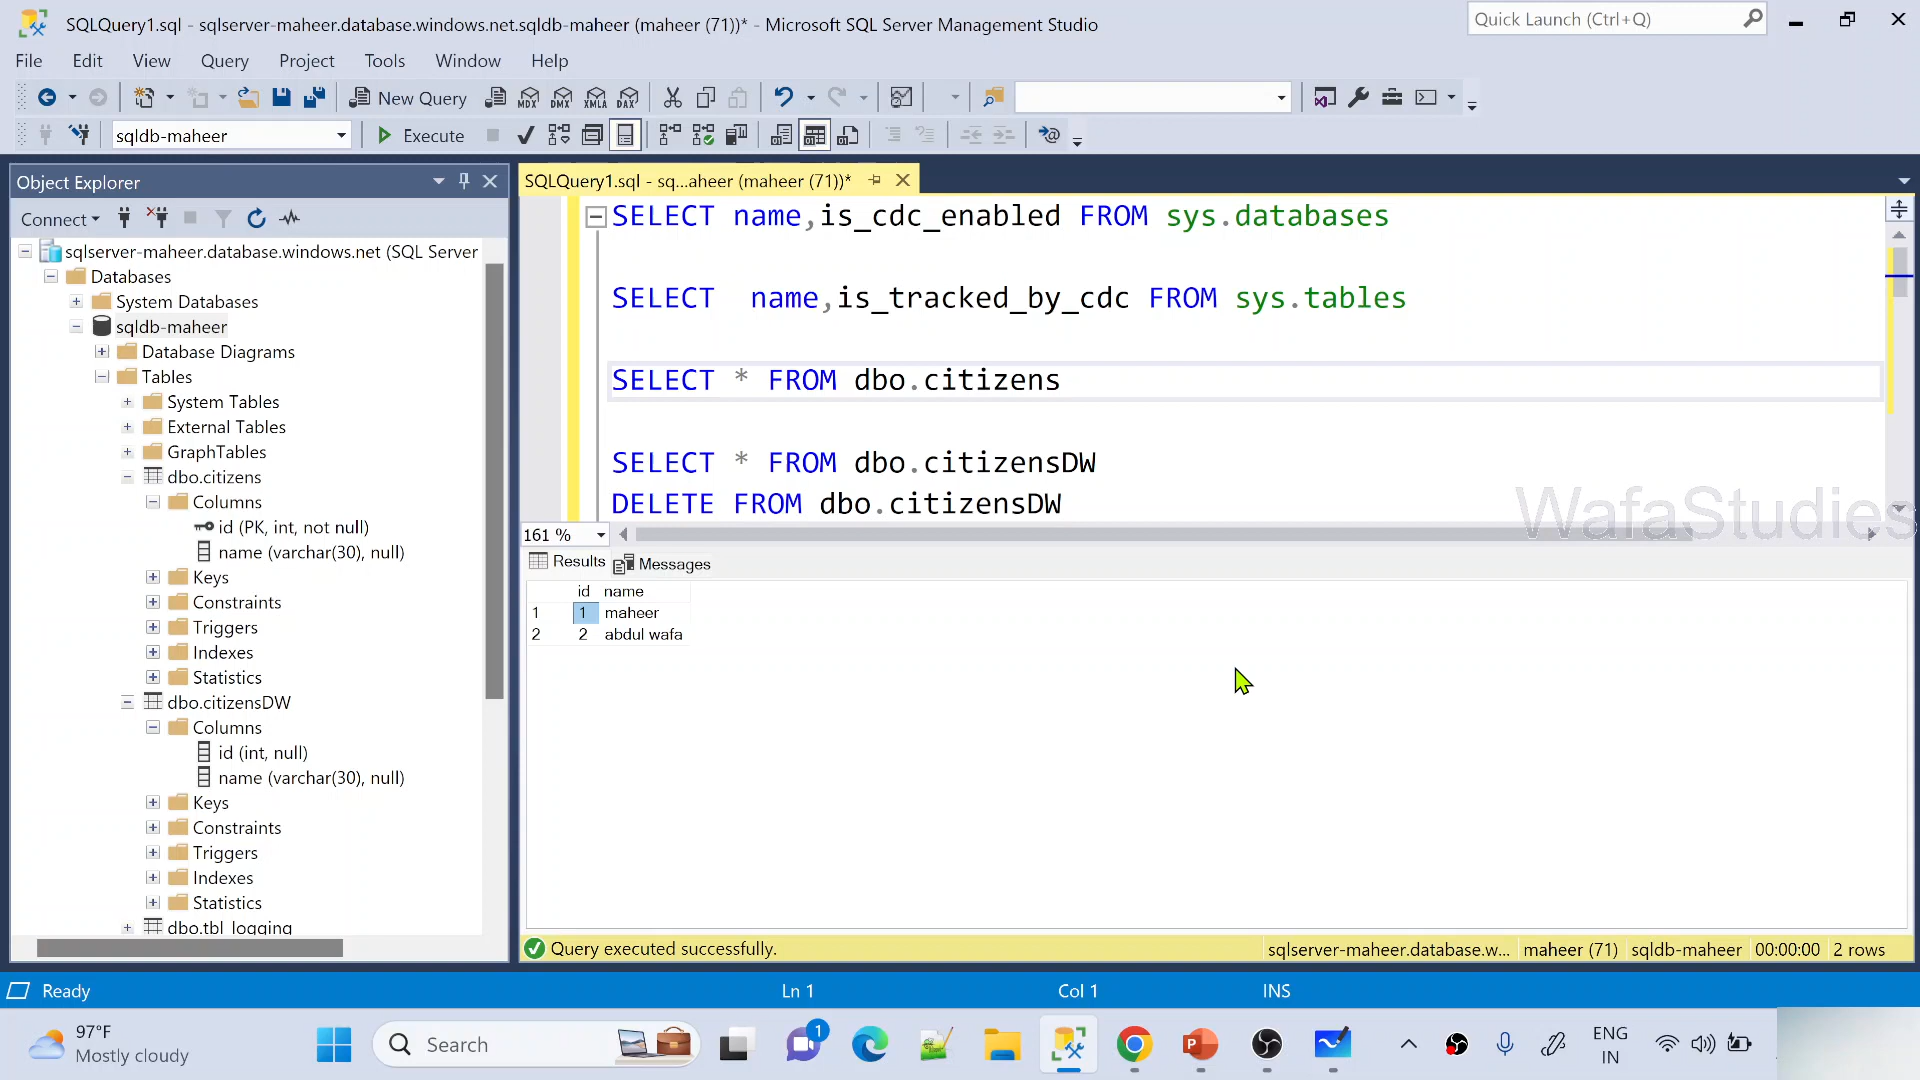 SQLQuery1.sql - sqlserver-maheer.database.windows.net.sqldb-maheer (maheer (71))* - Microsoft SQL Server Management Studio
Quick Launch (Ctrl+Q)
File Edit View Query Project Tools Window Help
New Query
MDX DMX XMLA DAX
sqldb-maheer
Execute
Object Explorer
SQLQuery1.sql - sq...aheer (maheer (71))*
Connect
sqlserver-maheer.database.windows.net (SQL Server
Databases
System Databases
sqldb-maheer
Database Diagrams
Tables
System Tables
External Tables
GraphTables
dbo.citizens
Columns
id (PK, int, not null)
name (varchar(30), null)
Keys
Constraints
Triggers
Indexes
Statistics
dbo.citizensDW
Columns
id (int, null)
name (varchar(30), null)
Keys
Constraints
Triggers
Indexes
Statistics
dbo.tbl_logging
SELECT name,is_cdc_enabled FROM sys.databases
SELECT name,is_tracked_by_cdc FROM sys.tables
SELECT * FROM dbo.citizens
SELECT * FROM dbo.citizensDW
DELETE FROM dbo.citizensDW
WafaStudies
161 %
Results Messages
id name
1 1 maheer
2 2 abdul wafa
Query executed successfully.
sqlserver-maheer.database.w... maheer (71) sqldb-maheer 00:00:00 2 rows
Ready Ln 1 Col 1 INS
97°F
Mostly cloudy
Search
1
ENG
IN